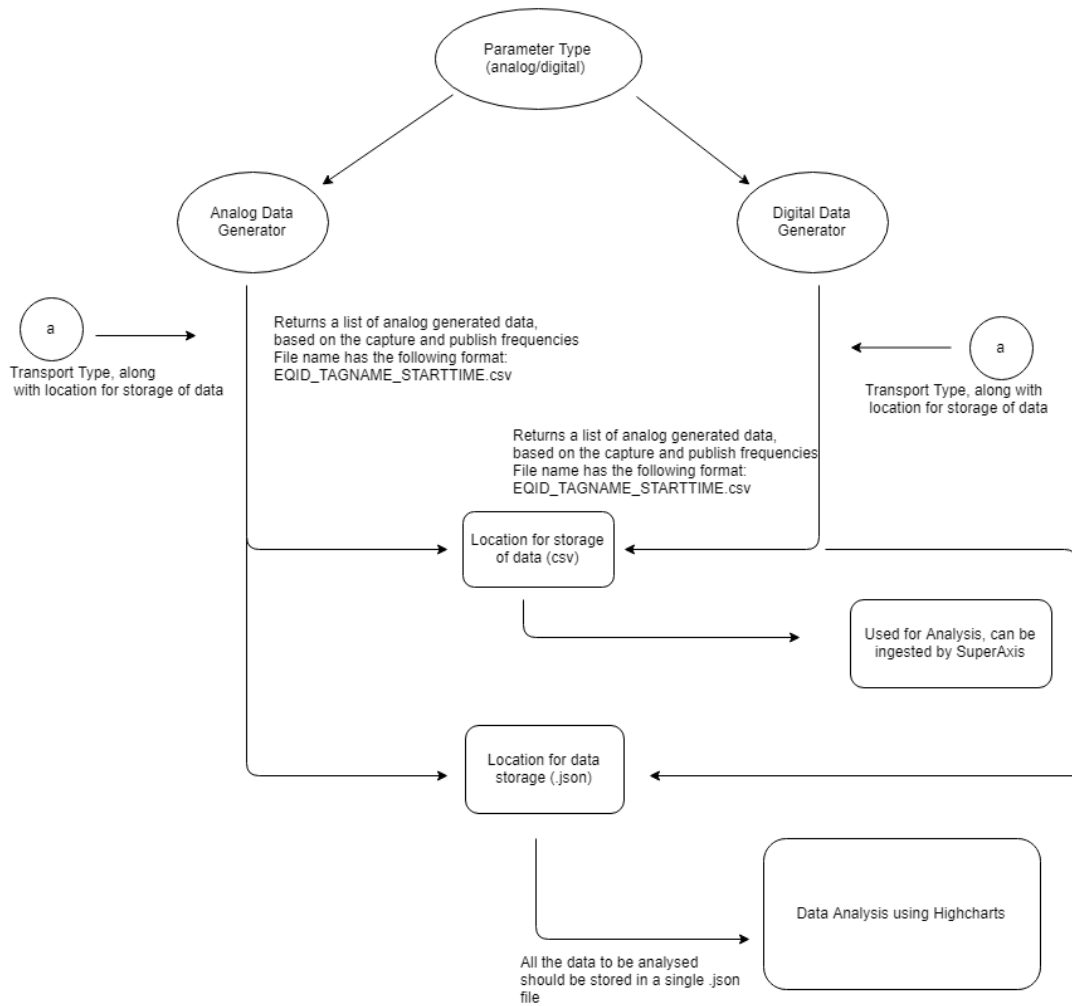 Parameter Type
(analog/digital)
Analog Data
Generator
Digital Data
Generator
a
Transport Type, along
with location for storage of data
Returns a list of analog generated data,
based on the capture and publish frequencies
File name has the following format:
EQID_TAGNAME_STARTTIME.csv
a
Transport Type, along with
location for storage of data
Returns a list of analog generated data,
based on the capture and publish frequencies
File name has the following format:
EQID_TAGNAME_STARTTIME.csv
Location for storage
of data (csv)
Used for Analysis, can be
ingested by SuperAxis
Location for data
storage (.json)
Data Analysis using Highcharts
All the data to be analysed
should be stored in a single .json
file